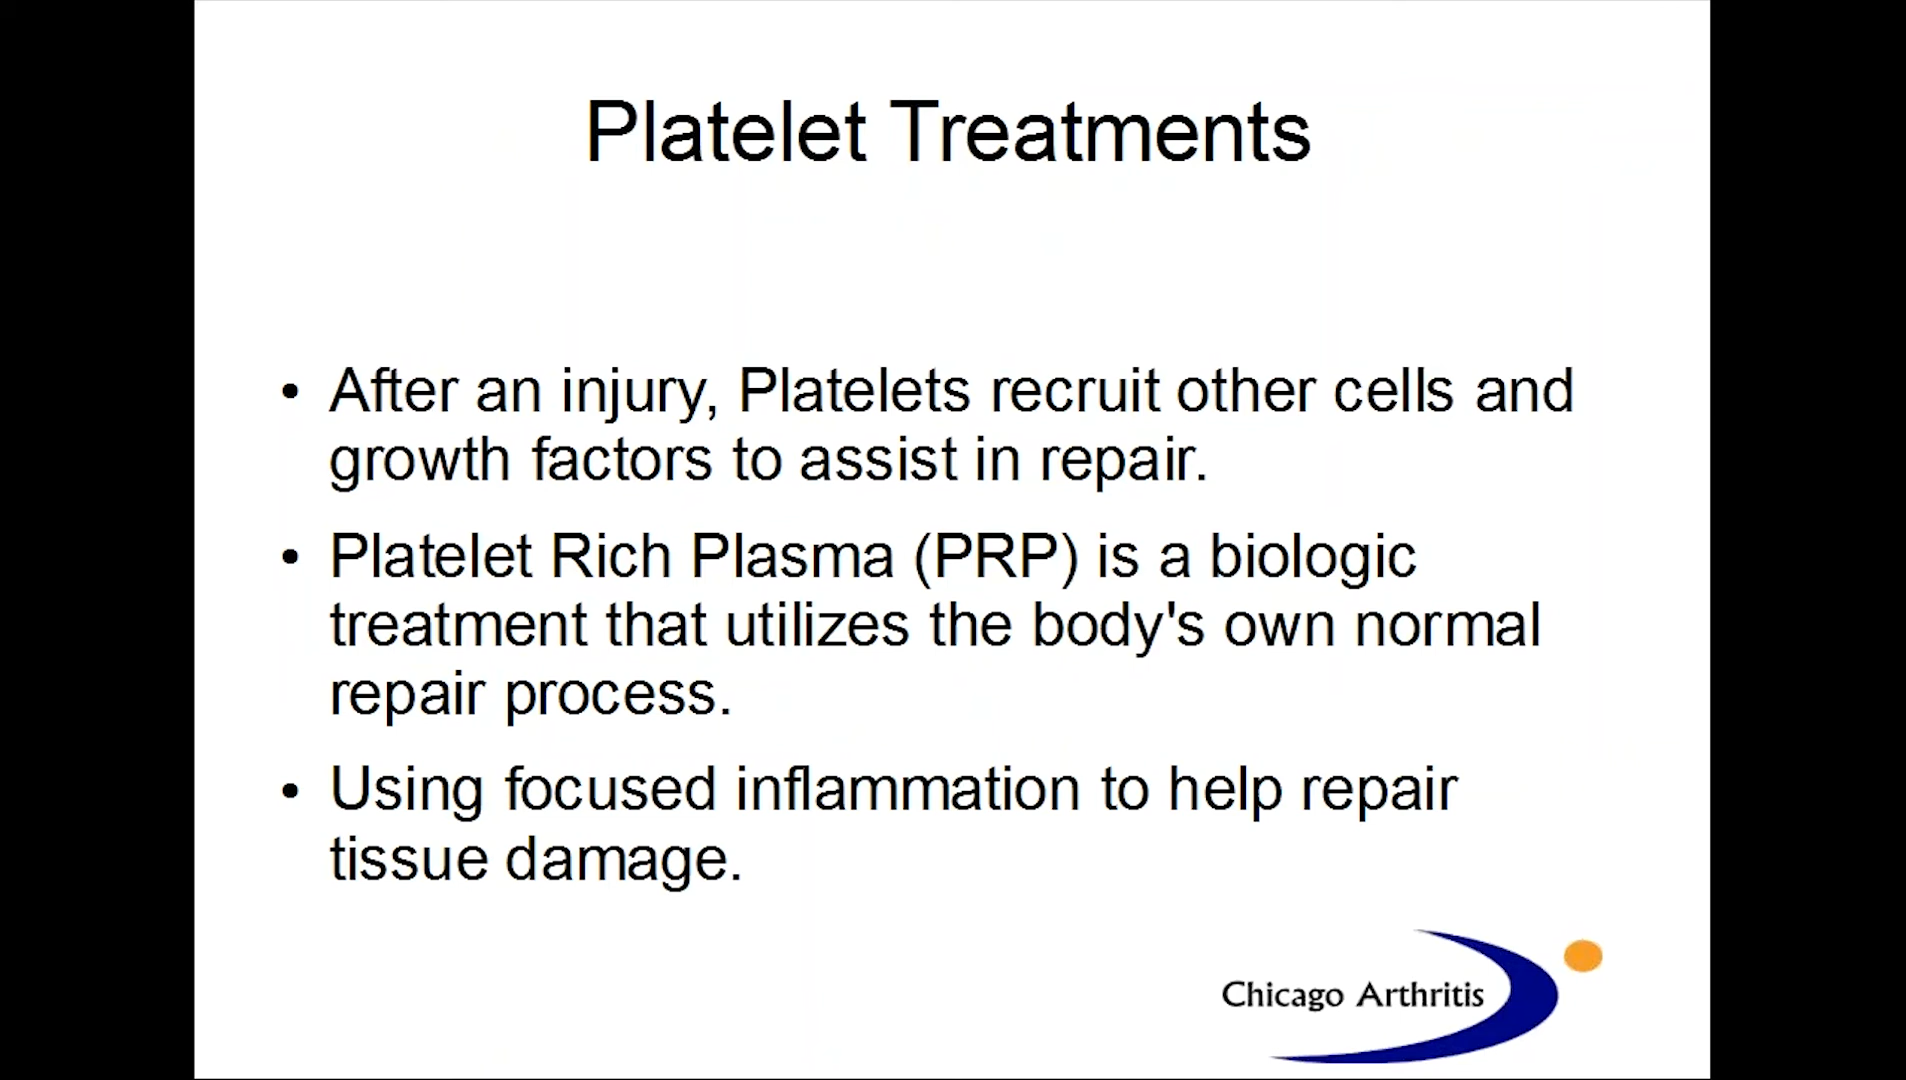 Platelet Treatments
• After an injury, Platelets recruit other cells and
growth factors to assist in repair.
• Platelet Rich Plasma (PRP) is a biologic
treatment that utilizes the body's own normal
repair process.
• Using focused inflammation to help repair
tissue damage.
Chicago Arthritis